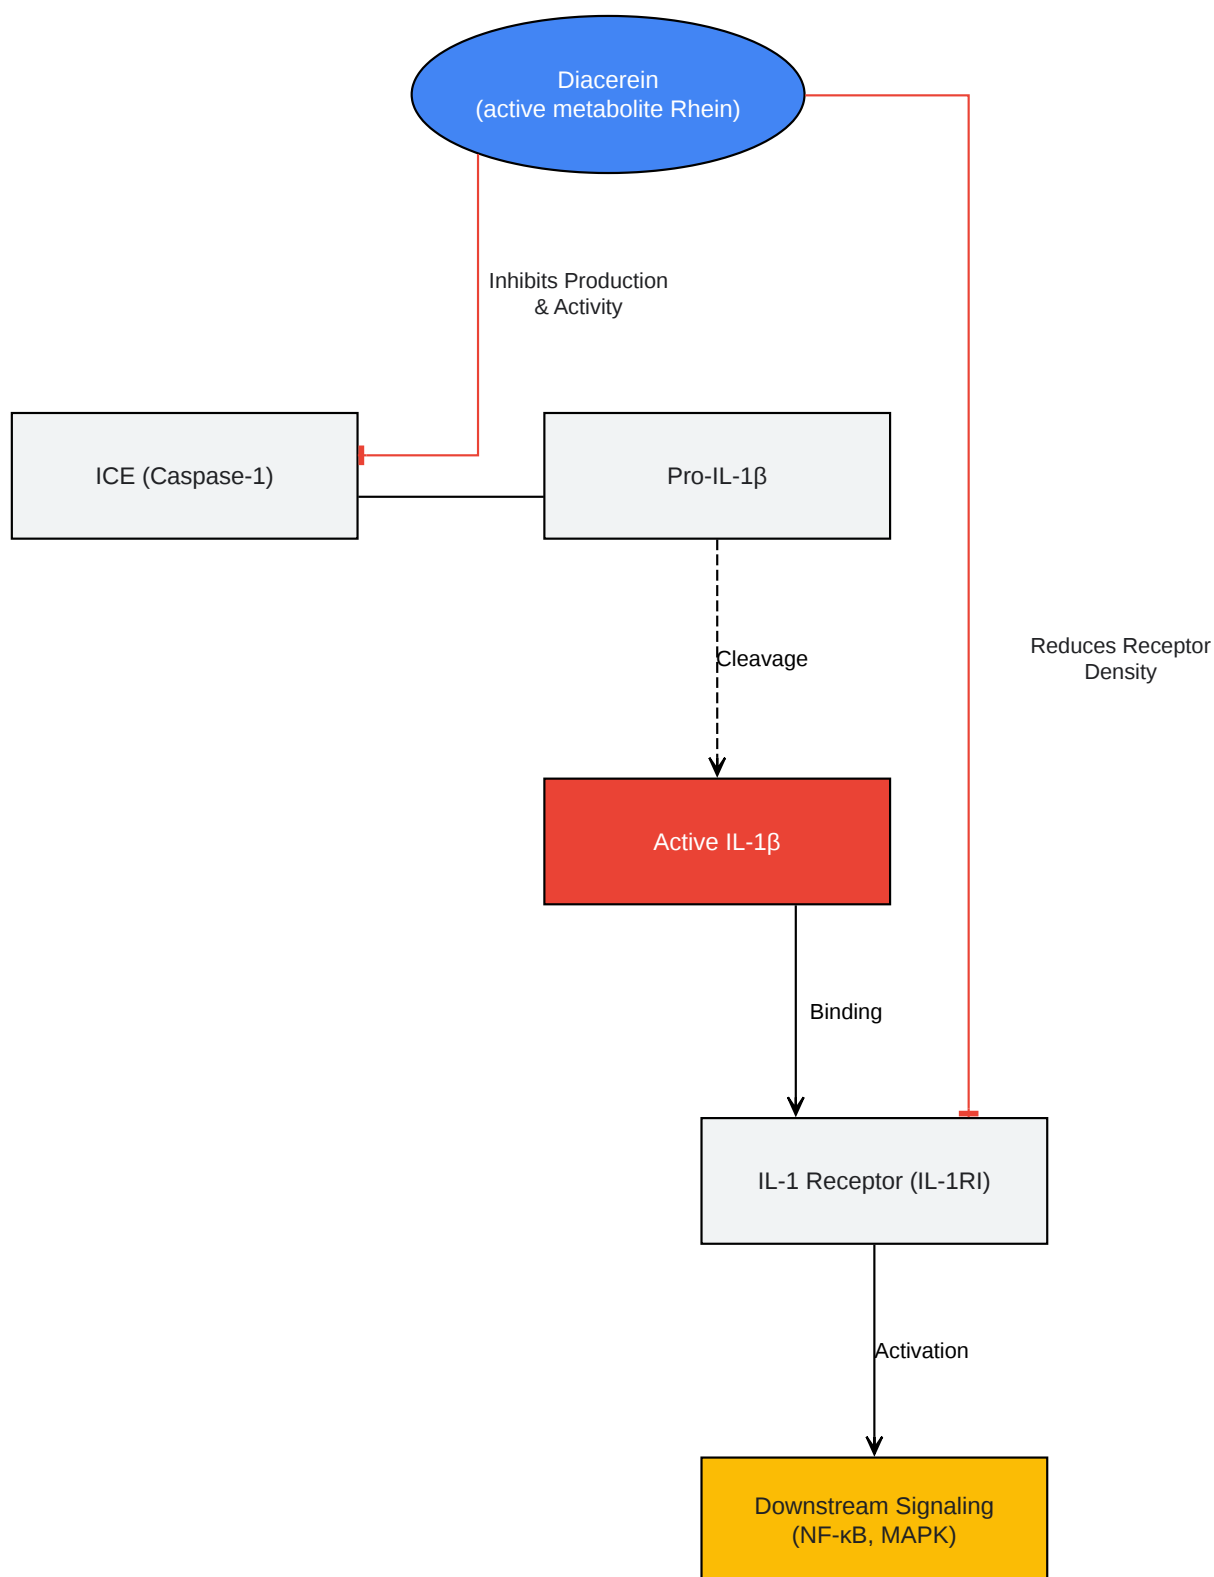 Diacerein
(active metabolite Rhein)
Inhibits Production
& Activity
ICE (Caspase-1)
Pro-IL-1β
Cleavage
Reduces Receptor
Density
Active IL-1β
Binding
IL-1 Receptor (IL-1RI)
Activation
Downstream Signaling
(NF-κB, MAPK)